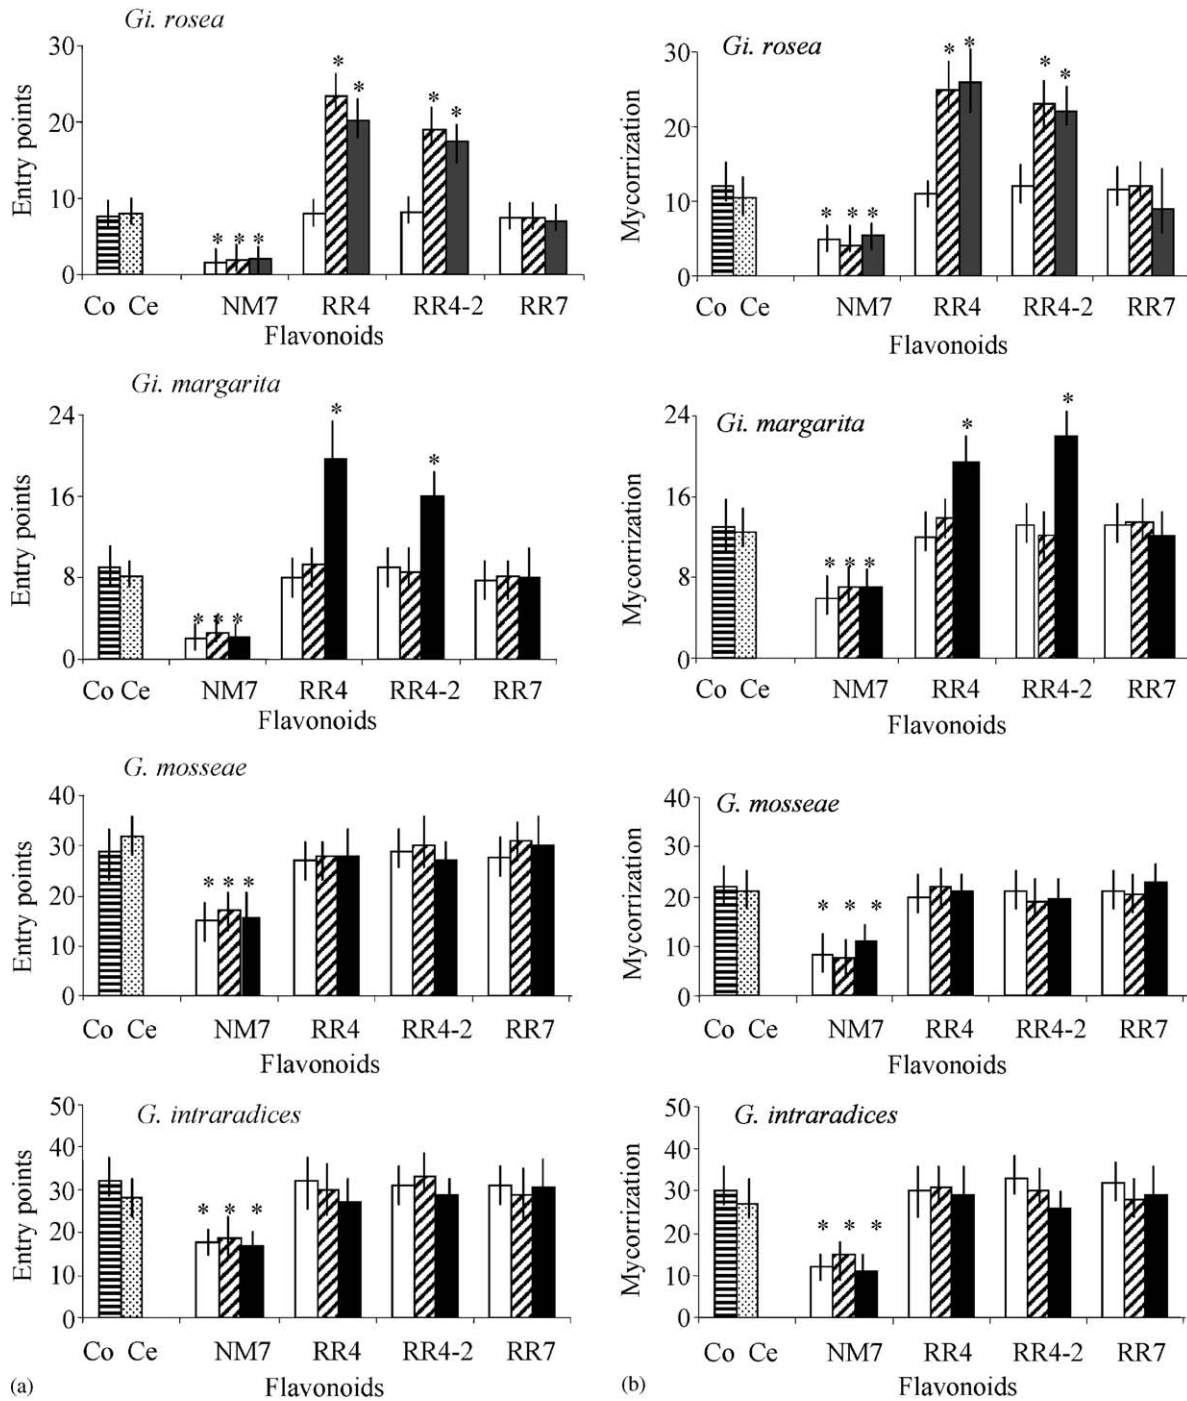 Gi. rosea
30
20
10
0
Entry points
* * * * * * *
Co Ce NM7 RR4 RR4-2 RR7
Flavonoids
Gi. rosea
30
20
10
0
Mycorrization
* * * * * * *
Co Ce NM7 RR4 RR4-2 RR7
Flavonoids
Gi. margarita
24
16
8
0
Entry points
* * * * *
Co Ce NM7 RR4 RR4-2 RR7
Flavonoids
Gi. margarita
24
16
8
0
Mycorrization
* * * * *
Co Ce NM7 RR4 RR4-2 RR7
Flavonoids
G. mosseae
40
30
20
10
0
Entry points
* * *
Co Ce NM7 RR4 RR4-2 RR7
Flavonoids
G. mosseae
40
30
20
10
0
Mycorrization
* * *
Co Ce NM7 RR4 RR4-2 RR7
Flavonoids
G. intraradices
50
40
30
20
10
0
Entry points
* * *
Co Ce NM7 RR4 RR4-2 RR7
Flavonoids
(a)
G. intraradices
50
40
30
20
10
0
Mycorrization
* * *
Co Ce NM7 RR4 RR4-2 RR7
Flavonoids
(b)